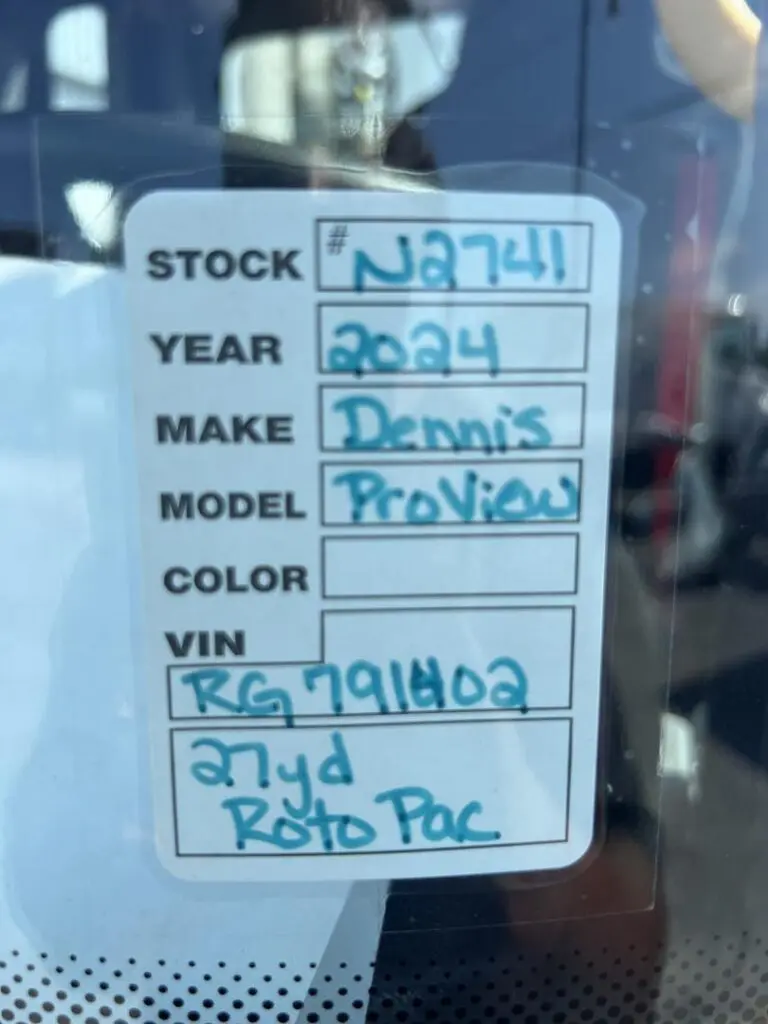 STOCK # N2741
YEAR 2024
MAKE Dennis
MODEL ProView
COLOR
VIN
RG791402
27yd
Roto Pac